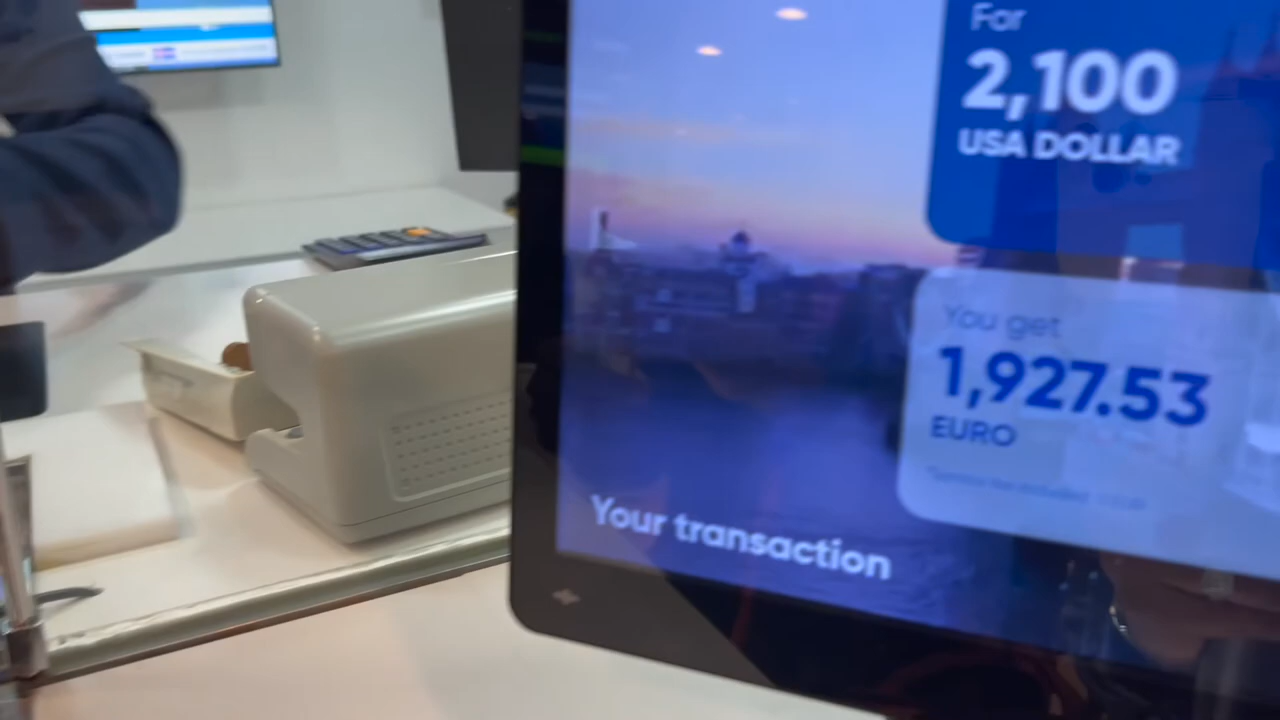 For
2,100
USA DOLLAR
You get
1,927.53
EURO
Your transaction